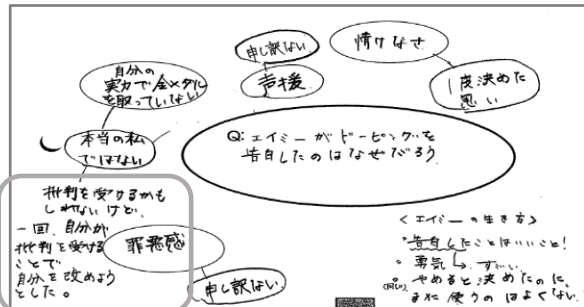 申し訳ない
声援
情けなさ
1度決めた
思い
自分の
実力で金メダル
を取っていない
本当の私
ではない
Q:エイミーがドーピングを
告白したのはなぜだろう
批判を受けるかも
しれないけど、
一回、自分が
批判を受ける
ことで
自分を改めよう
とした。
罪悪感
申し訳ない
<エイミーの生き方>
・告白したことはいいこと!
・勇気 すごい
・やめると決めたのに、
(同じ)
また使うのはよくない